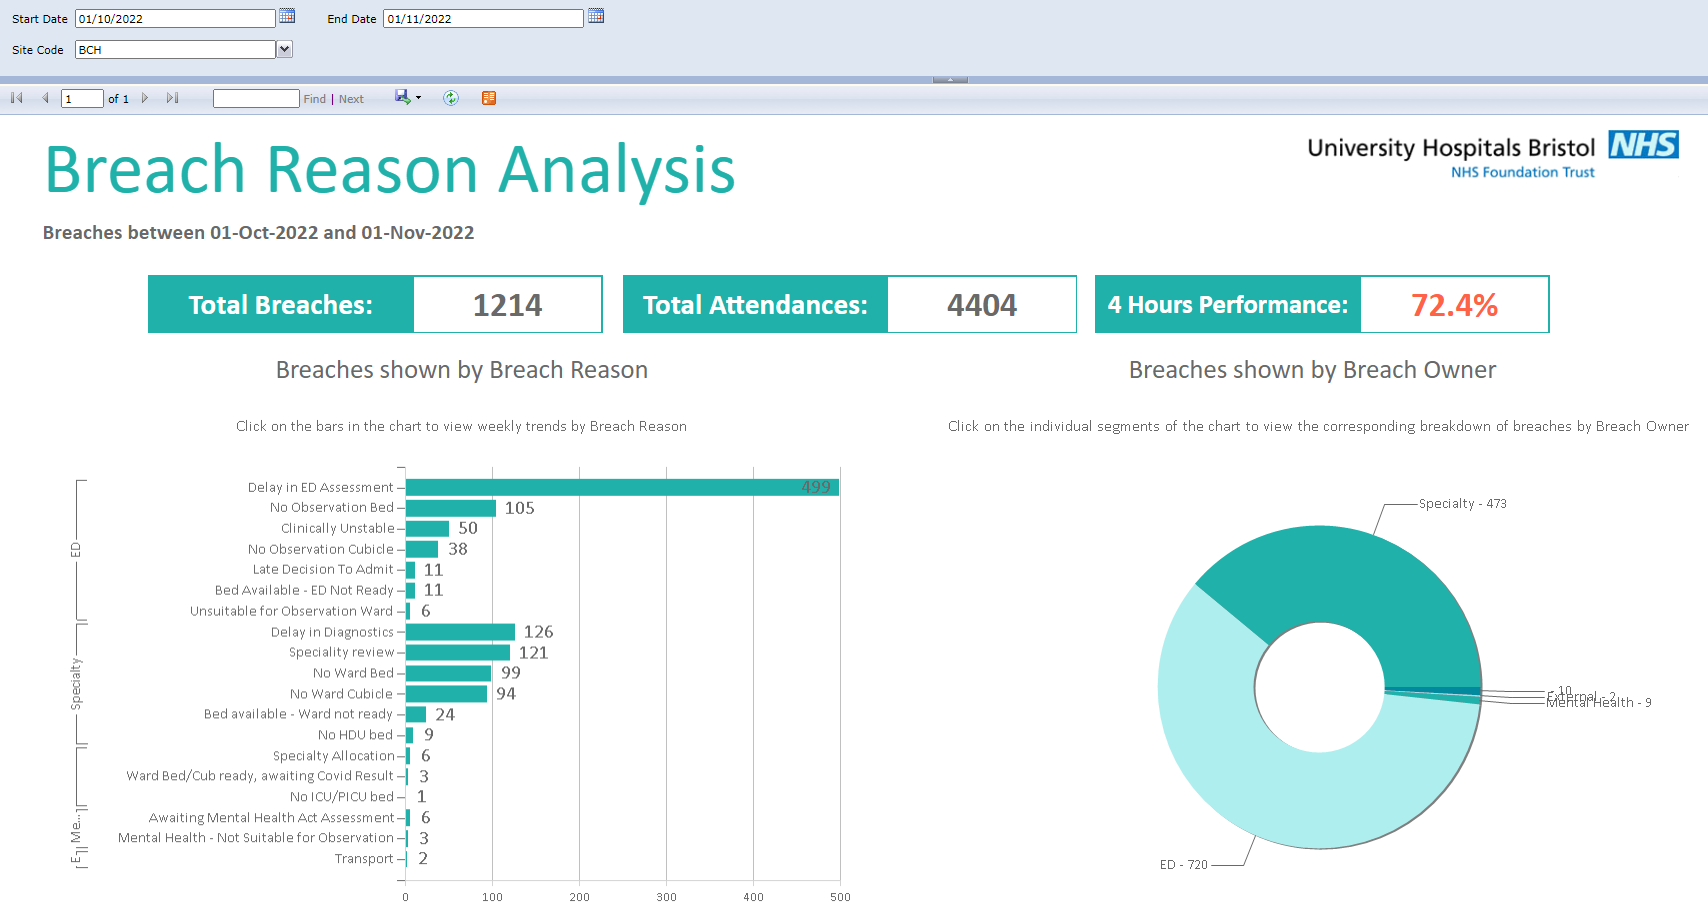 Start Date 01/10/2022 End Date 01/11/2022
Site Code BCH
1 of 1 Find | Next
Breach Reason Analysis
University Hospitals Bristol NHS
NHS Foundation Trust
Breaches between 01-Oct-2022 and 01-Nov-2022
Total Breaches: 1214 Total Attendances: 4404 4 Hours Performance: 72.4%
Breaches shown by Breach Reason
Click on the bars in the chart to view weekly trends by Breach Reason
ED
Delay in ED Assessment 499
No Observation Bed 105
Clinically Unstable 50
No Observation Cubicle 38
Late Decision To Admit 11
Bed Available - ED Not Ready 11
Unsuitable for Observation Ward 6
Specialty
Delay in Diagnostics 126
Speciality review 121
No Ward Bed 99
No Ward Cubicle 94
Bed available - Ward not ready 24
No HDU bed 9
Specialty Allocation 6
Ward Bed/Cub ready, awaiting Covid Result 3
No ICU/PICU bed 1
Me...
Awaiting Mental Health Act Assessment 6
Mental Health - Not Suitable for Observation 3
Transport 2
0 100 200 300 400 500
Breaches shown by Breach Owner
Click on the individual segments of the chart to view the corresponding breakdown of breaches by Breach Owner
Specialty - 473
- 10
External - 2
Mental Health - 9
ED - 720